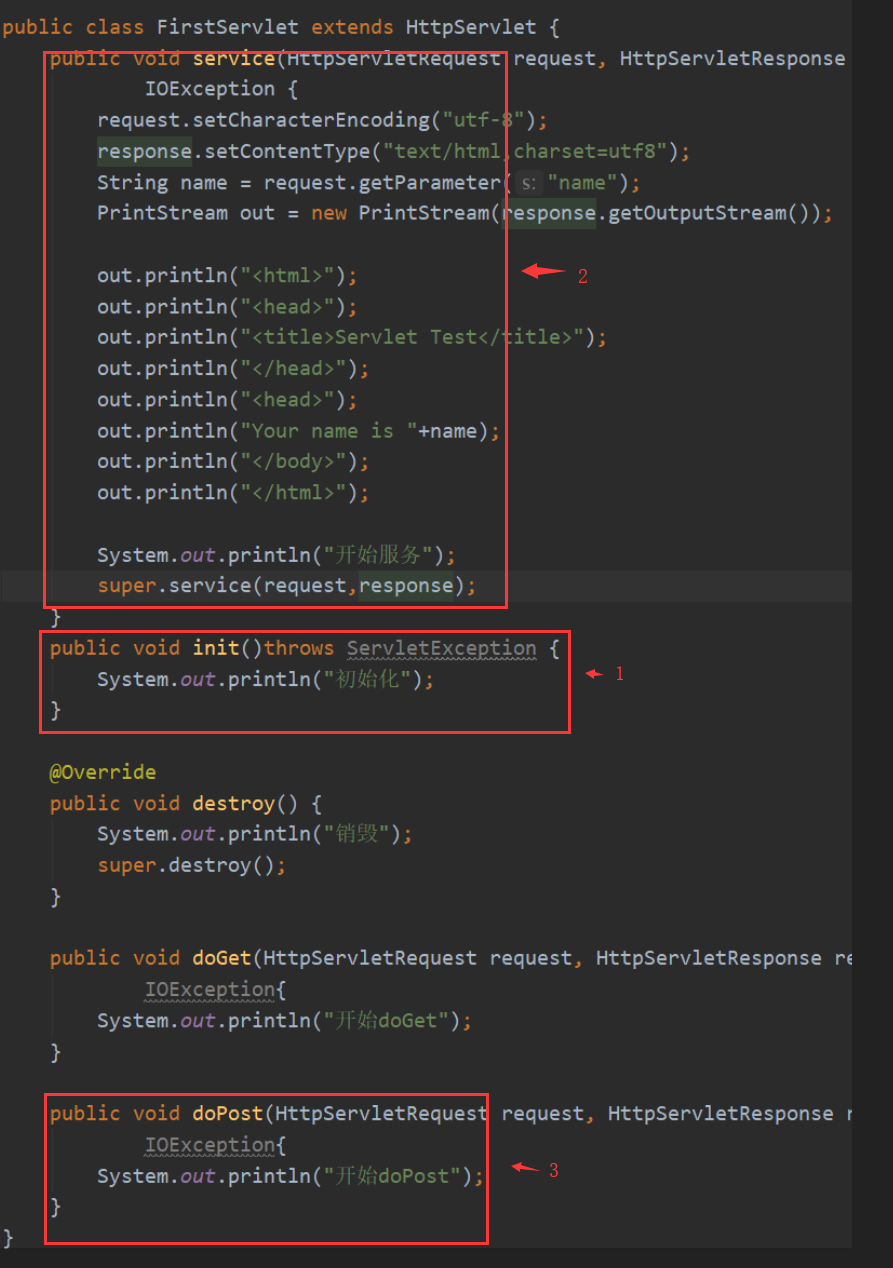 public class FirstServlet extends HttpServlet {
public void service(HttpServletRequest request, HttpServletResponse
IOException {
request.setCharacterEncoding("utf-8");
response.setContentType("text/html,charset=utf8");
String name = request.getParameter( s: "name");
PrintStream out = new PrintStream(response.getOutputStream());
out.println("<html>"); 2
out.println("<head>");
out.println("<title>Servlet Test</title>");
out.println("</head>");
out.println("<head>");
out.println("Your name is "+name);
out.println("</body>");
out.println("</html>");
System.out.println("开始服务");
super.service(request,response);
}
public void init()throws ServletException {
System.out.println("初始化"); 1
}
@Override
public void destroy() {
System.out.println("销毁");
super.destroy();
}
public void doGet(HttpServletRequest request, HttpServletResponse re
IOException{
System.out.println("开始doGet");
}
public void doPost(HttpServletRequest request, HttpServletResponse r
IOException{
System.out.println("开始doPost"); 3
}
}